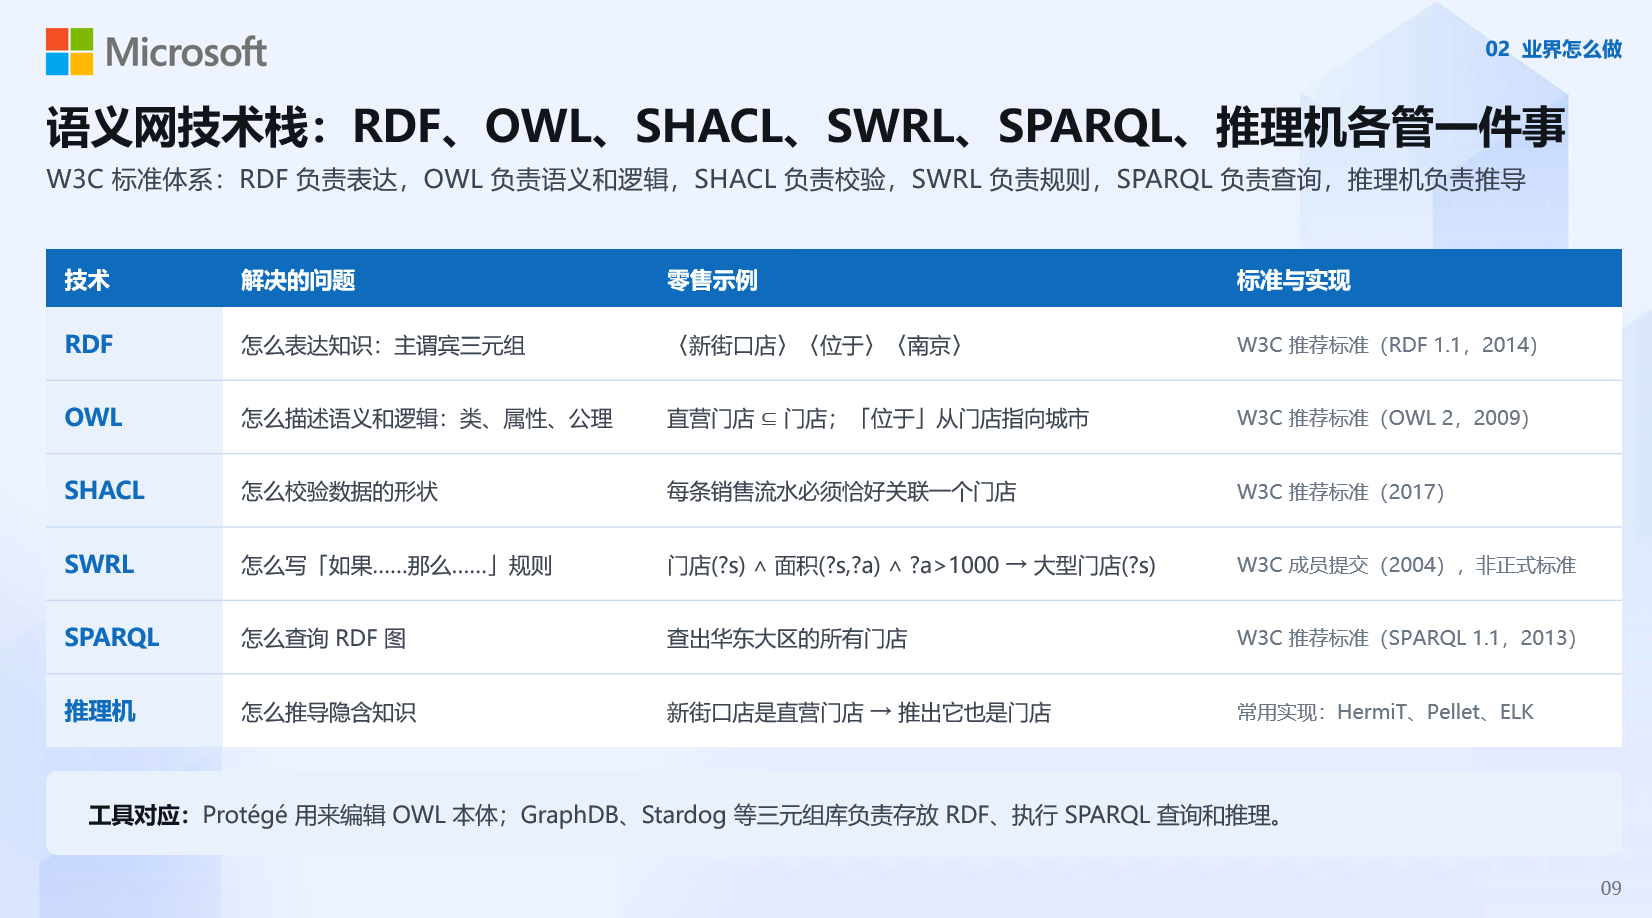 Microsoft
02 业界怎么做
语义网技术栈：RDF、OWL、SHACL、SWRL、SPARQL、推理机各管一件事
W3C 标准体系：RDF 负责表达，OWL 负责语义和逻辑，SHACL 负责校验，SWRL 负责规则，SPARQL 负责查询，推理机负责推导
技术 解决的问题 零售示例 标准与实现
RDF 怎么表达知识：主谓宾三元组 〈新街口店〉〈位于〉〈南京〉 W3C 推荐标准（RDF 1.1，2014）
OWL 怎么描述语义和逻辑：类、属性、公理 直营门店 ⊆ 门店；「位于」从门店指向城市 W3C 推荐标准（OWL 2，2009）
SHACL 怎么校验数据的形状 每条销售流水必须恰好关联一个门店 W3C 推荐标准（2017）
SWRL 怎么写「如果……那么……」规则 门店(?s) ∧ 面积(?s,?a) ∧ ?a>1000 → 大型门店(?s) W3C 成员提交（2004），非正式标准
SPARQL 怎么查询 RDF 图 查出华东大区的所有门店 W3C 推荐标准（SPARQL 1.1，2013）
推理机 怎么推导隐含知识 新街口店是直营门店 → 推出它也是门店 常用实现：HermiT、Pellet、ELK
工具对应：Protégé 用来编辑 OWL 本体；GraphDB、Stardog 等三元组库负责存放 RDF、执行 SPARQL 查询和推理。
09